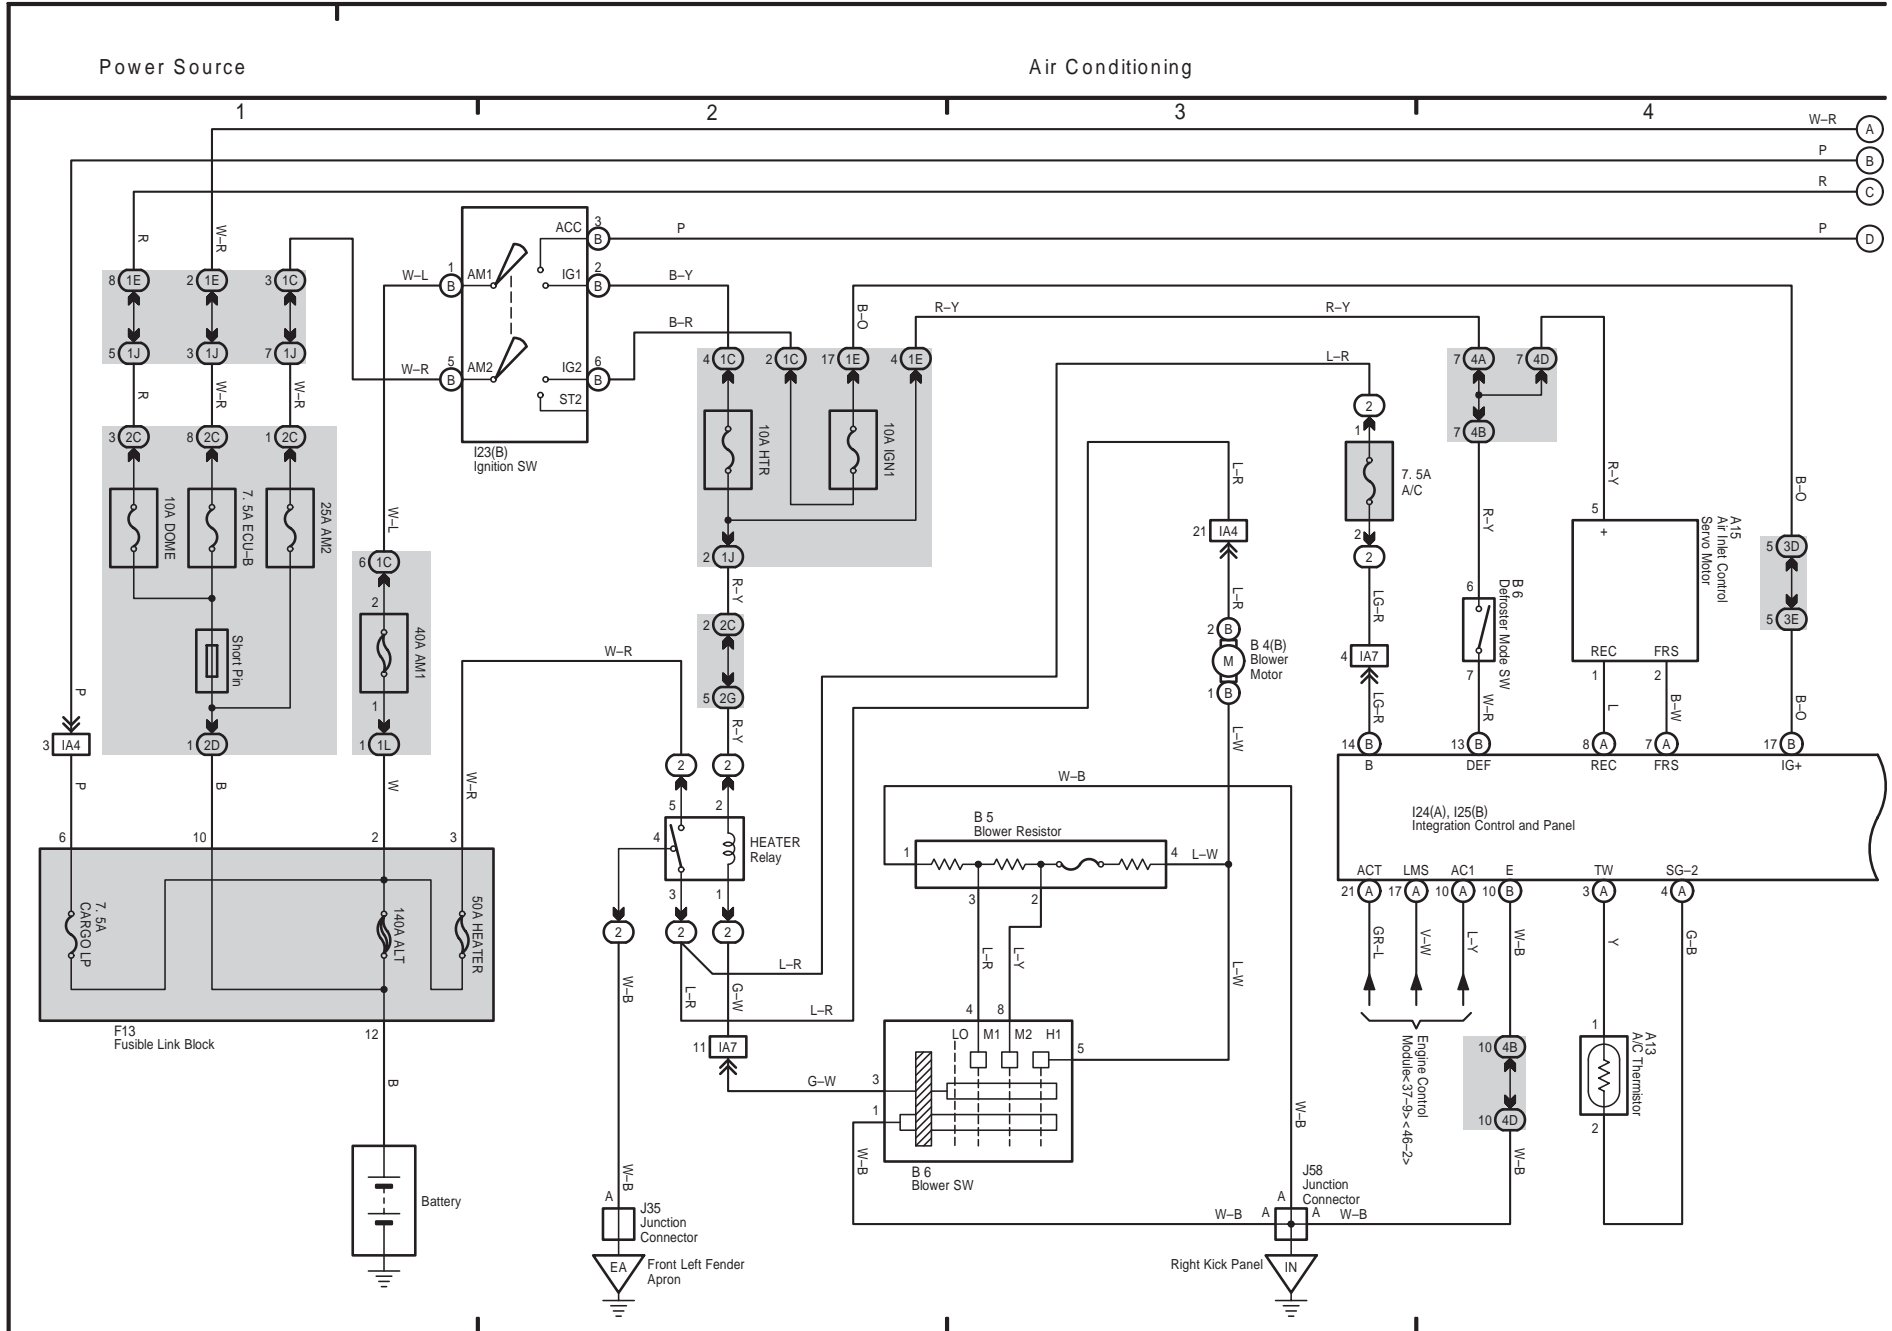 Power Source
Air Conditioning
1
2
3
4
W–R
A
P
B
R
C
P
P
D
R
W–R
8
1E
2
1E
3
1C
5
1J
3
1J
7
1J
R
W–R
W–R
3
2C
8
2C
1
2C
10A DOME
7. 5A ECU–B
25A AM2
Short Pin
1
2D
W–L
1
B
AM1
W–R
5
B
AM2
ACC
3
B
IG1
2
B
IG2
6
B
ST2
I23(B)
Ignition SW
B–Y
B–R
W–L
6
1C
2
40A AM1
1
1
1L
P
3
IA4
P
B
W
W–R
6
10
2
3
7. 5A
CARGO LP
140A ALT
50A HEATER
F13
Fusible Link Block
12
B
Battery
4
1C
2
1C
17
1E
4
1E
10A HTR
10A IGN1
2
1J
R–Y
2
2C
5
2G
R–Y
W–R
2
2
5
2
4
HEATER
Relay
3
1
2
2
2
L–R
W–B
L–R
G–W
L–R
11
IA7
G–W
W–B
A
J35
Junction
Connector
EA
Front Left Fender
Apron
B–O
R–Y
R–Y
L–R
L–R
21
IA4
L–R
2
B
M
B 4(B)
Blower
Motor
1
B
L–W
W–B
B 5
Blower Resistor
1
4
L–W
3
2
L–R
L–Y
L–W
4
8
LO
M1
M2
H1
5
3
1
W–B
B 6
Blower SW
W–B
W–B
A
A
A
W–B
J58
Junction
Connector
Right Kick Panel
IN
2
1
7. 5A
A/C
2
2
LG–R
4
IA7
LG–R
14
B
7
4A
7
4D
7
4B
R–Y
6
B 6
Defroster Mode SW
7
W–R
13
B
R–Y
5
+
A15
Air Inlet Control
Servo Motor
REC
FRS
1
2
L
B–W
8
A
7
A
B–O
5
3D
5
3E
B–O
17
B
B
DEF
REC
FRS
IG+
I24(A), I25(B)
Integration Control and Panel
ACT
LMS
AC1
E
TW
SG–2
21
A
17
A
10
A
10
B
3
A
4
A
GR–L
V–W
L–Y
W–B
Y
G–B
Engine Control
Module<37–9><46–2>
10
4B
10
4D
W–B
1
A13
A/C Thermistor
2